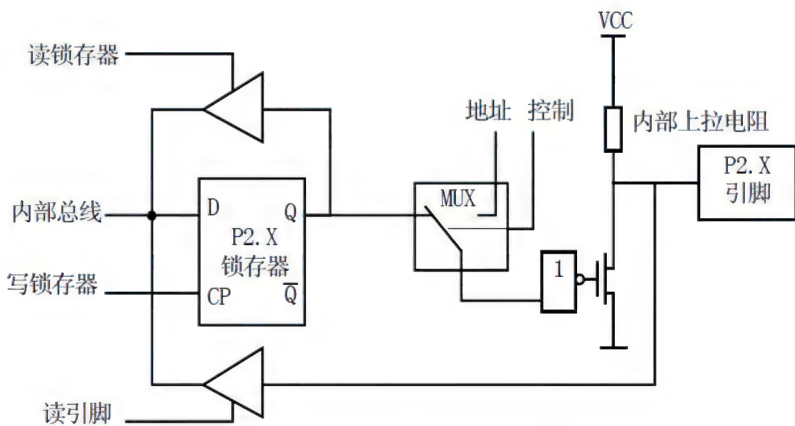 VCC
读锁存器
地址 控制
内部上拉电阻
MUX
P2.X
引脚
内部总线
D Q
P2.X
锁存器
写锁存器
CP Q̅
1
读引脚